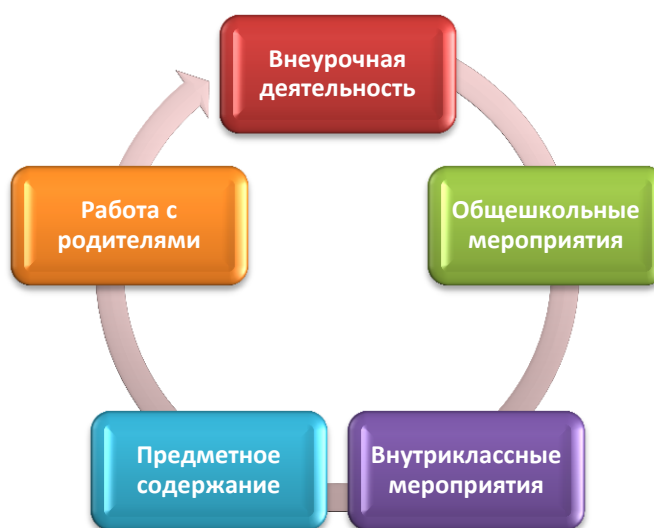 Внеурочная
деятельность
Общешкольные
мероприятия
Внутриклассные
мероприятия
Предметное
содержание
Работа с
родителями